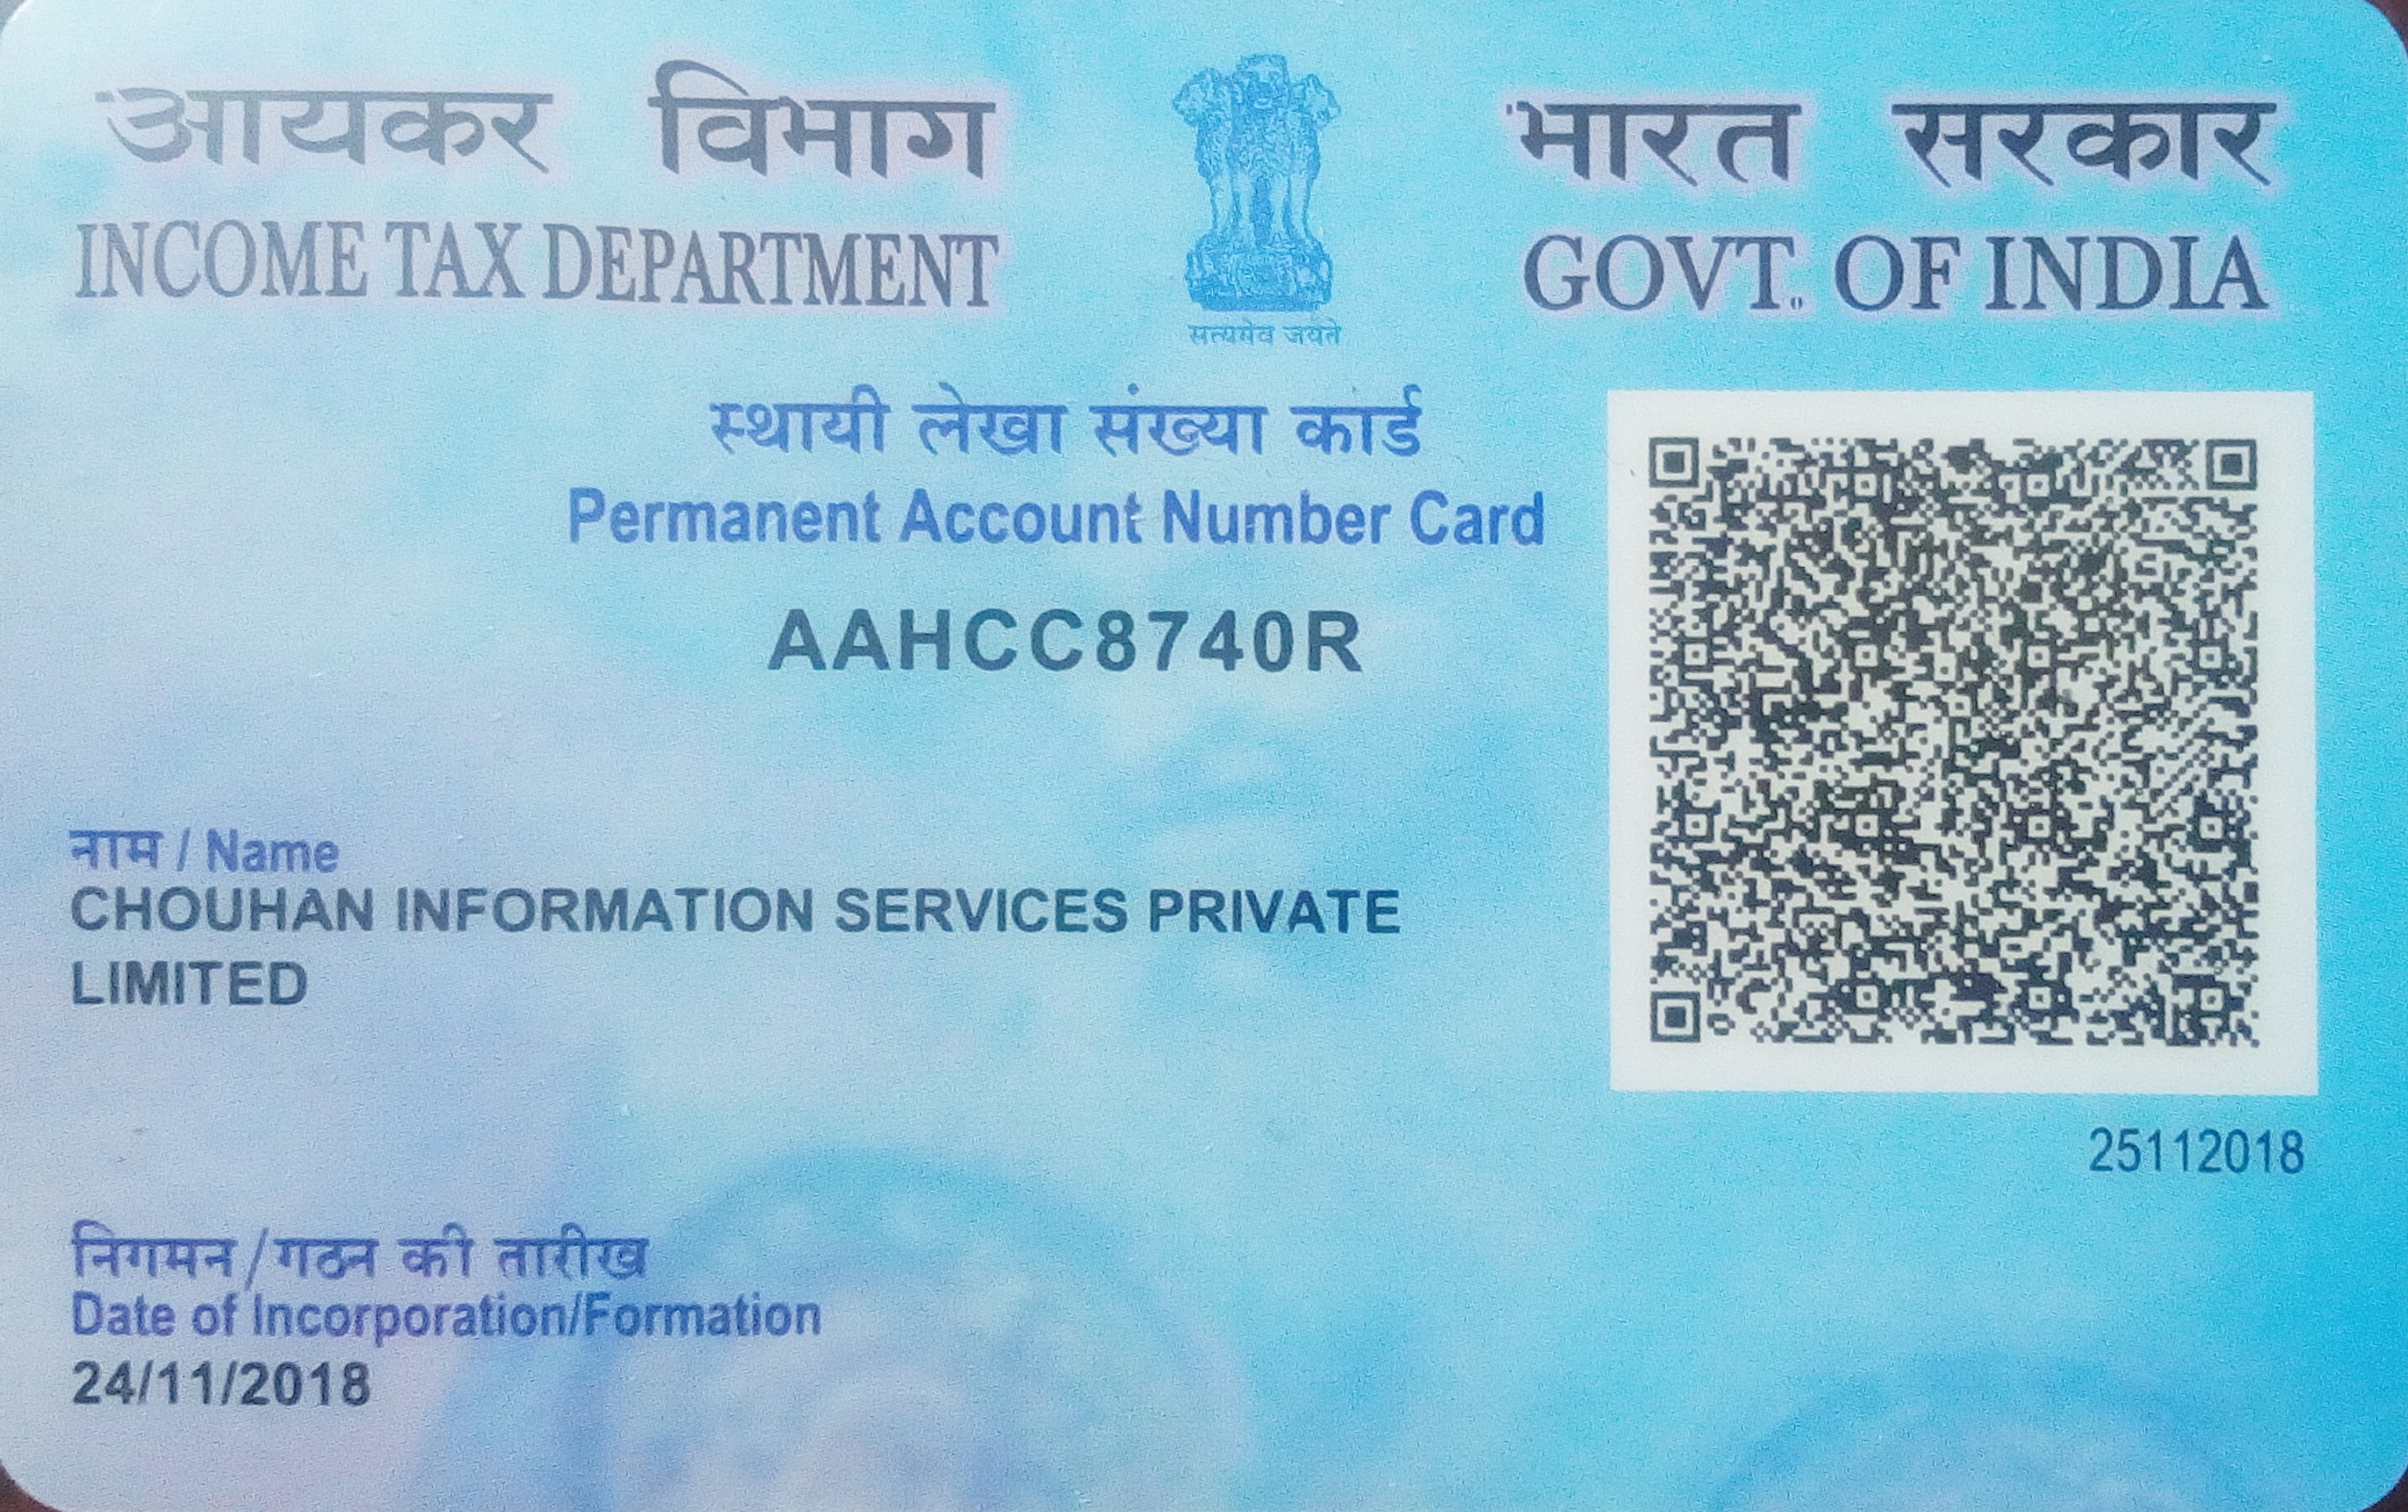 आयकर विभाग
INCOME TAX DEPARTMENT
सत्यमेव जयते
भारत सरकार
GOVT. OF INDIA
स्थायी लेखा संख्या कार्ड
Permanent Account Number Card
AAHCC8740R
नाम / Name
CHOUHAN INFORMATION SERVICES PRIVATE
LIMITED
25112018
निगमन/गठन की तारीख
Date of Incorporation/Formation
24/11/2018